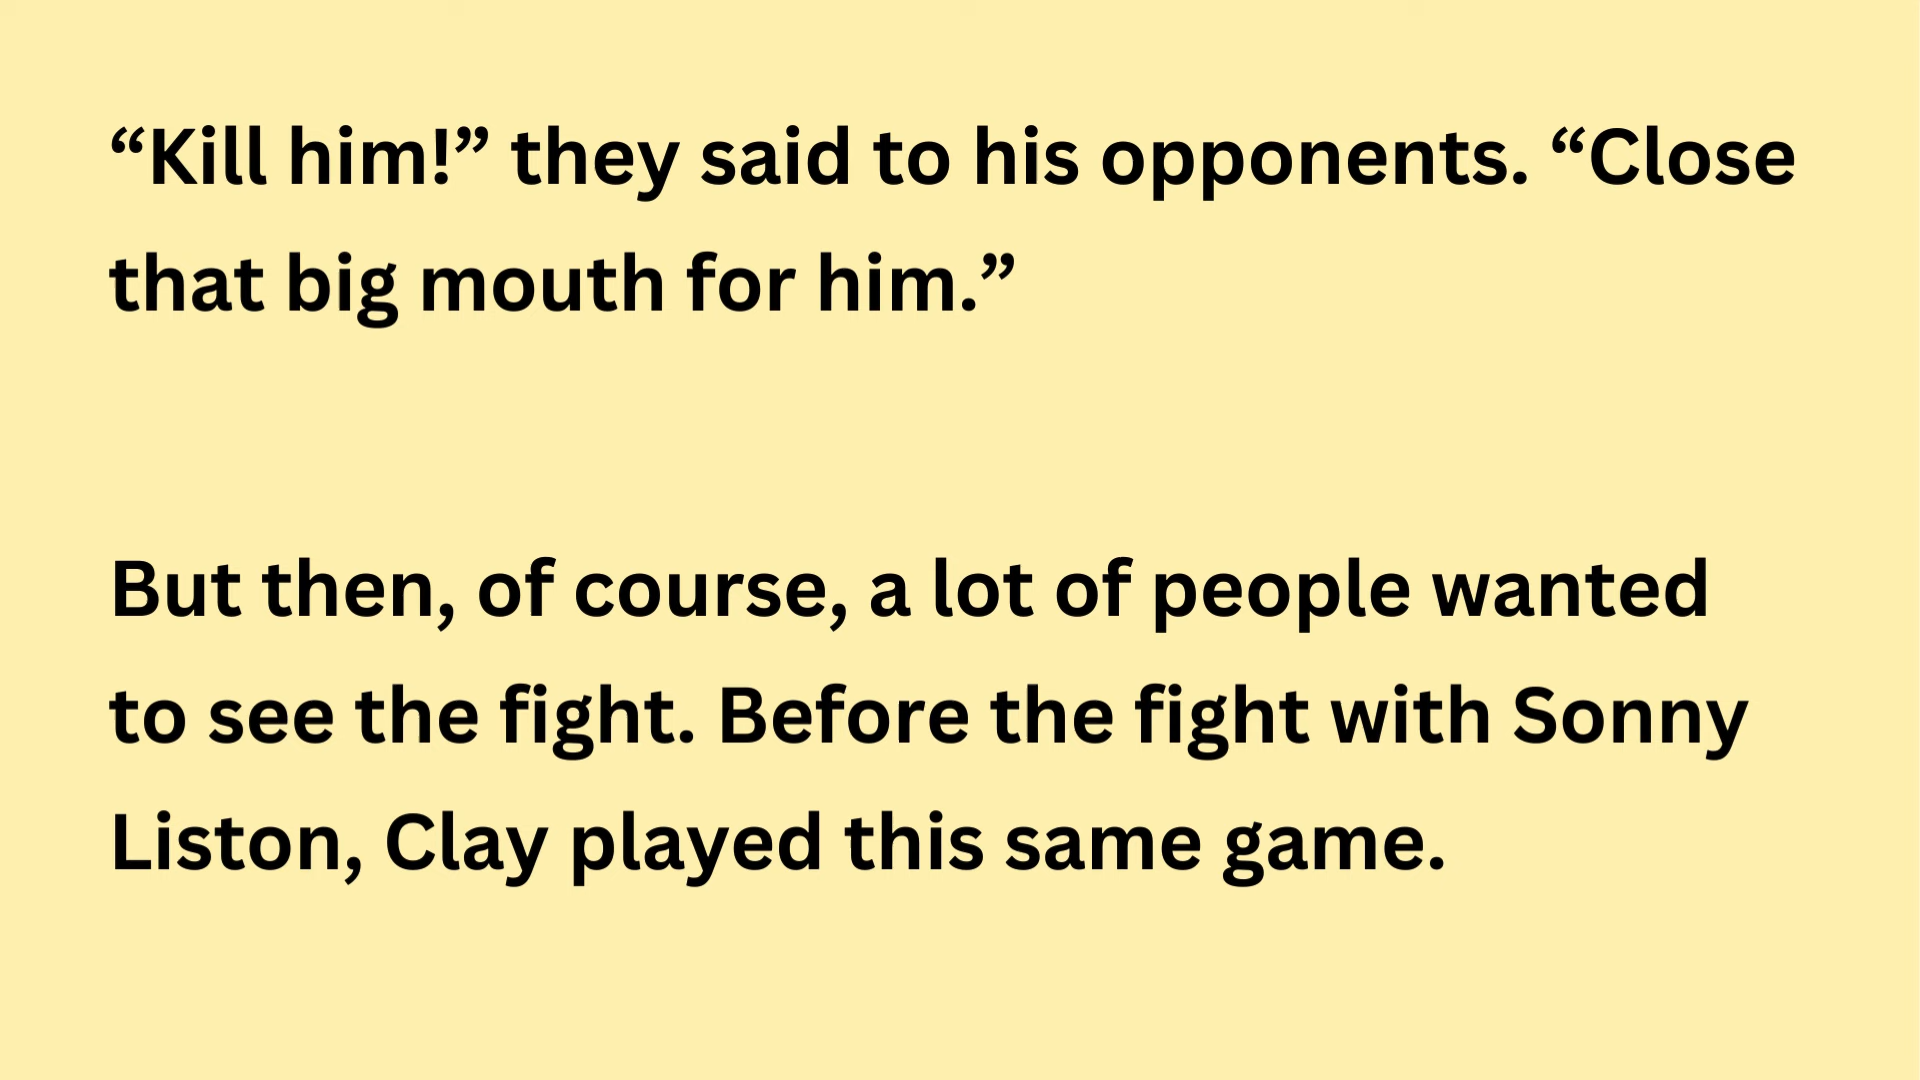 “Kill him!” they said to his opponents. “Close
that big mouth for him.”
But then, of course, a lot of people wanted
to see the fight. Before the fight with Sonny
Liston, Clay played this same game.